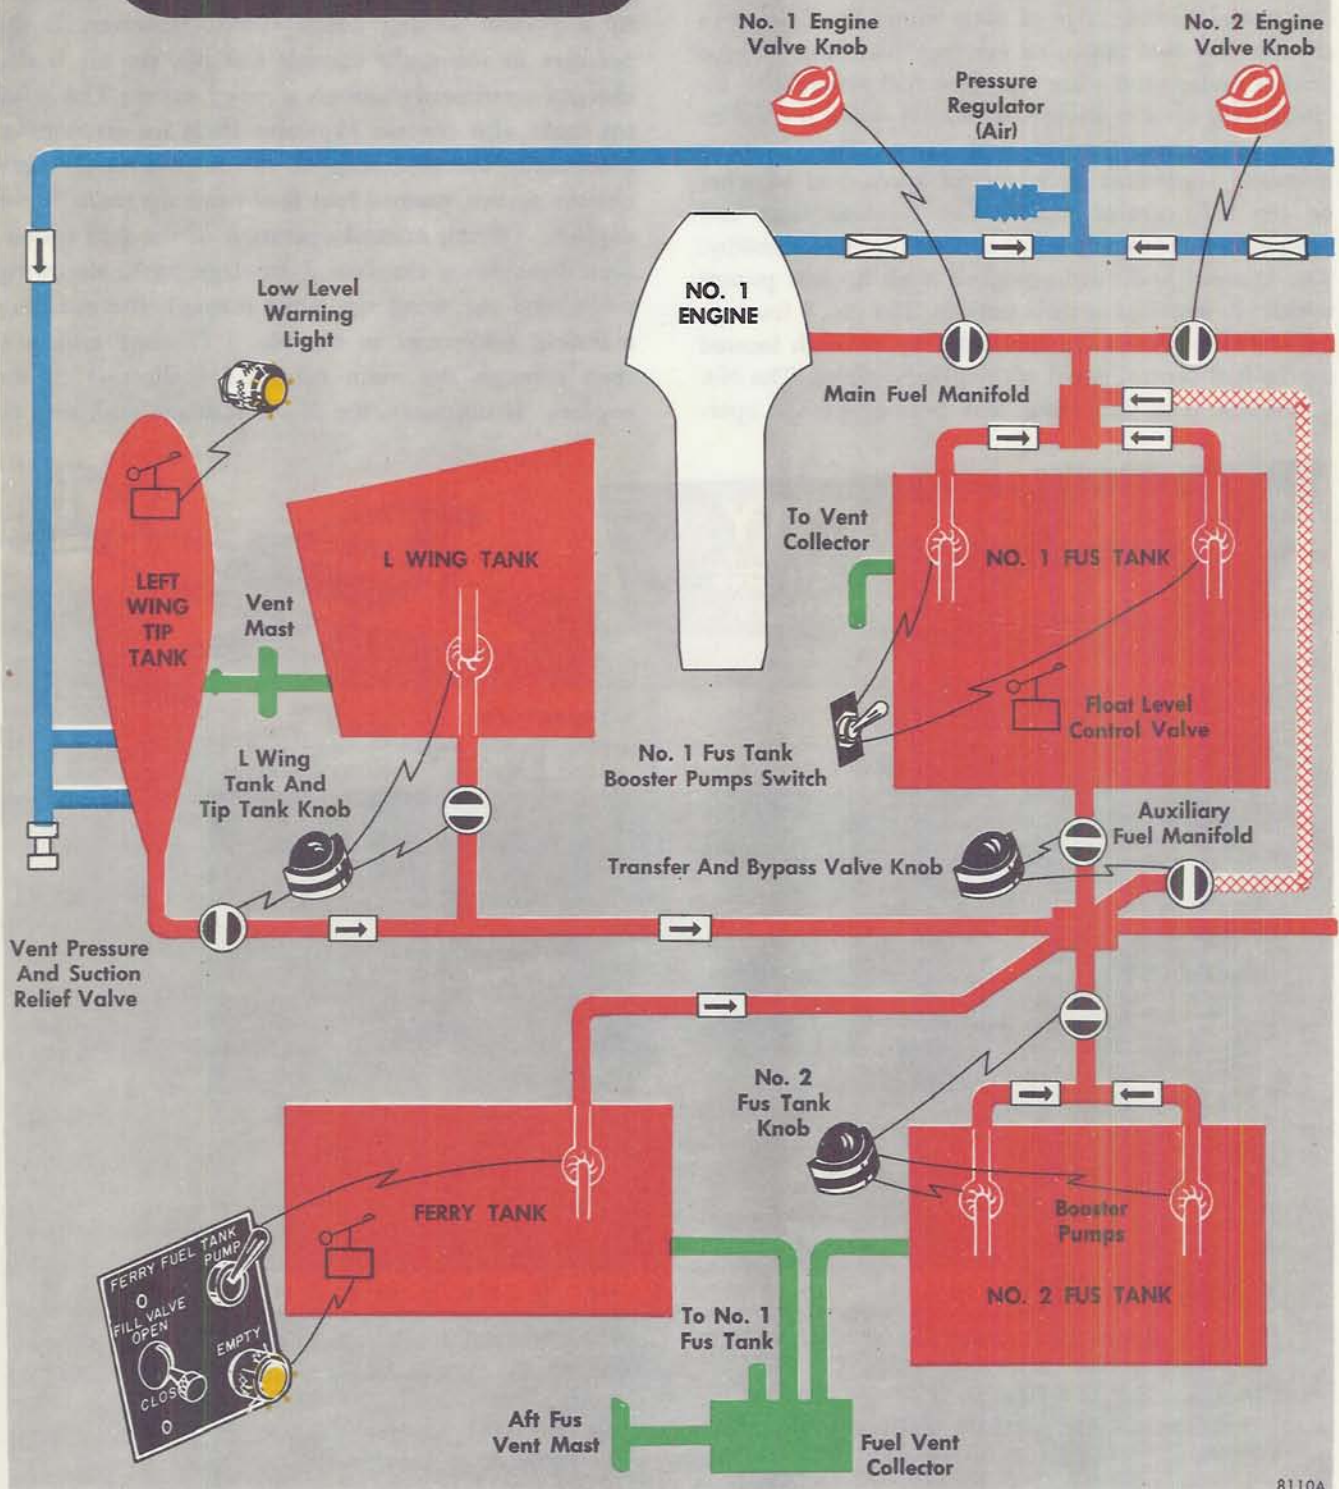 No. 1 Engine
Valve Knob
No. 2 Engine
Valve Knob
Pressure
Regulator
(Air)
NO. 1
ENGINE
Low Level
Warning
Light
Main Fuel Manifold
LEFT
WING
TIP
TANK
L WING TANK
Vent
Mast
To Vent
Collector
NO. 1 FUS TANK
Float Level
Control Valve
L Wing
Tank And
Tip Tank Knob
No. 1 Fus Tank
Booster Pumps Switch
Auxiliary
Fuel Manifold
Transfer And Bypass Valve Knob
Vent Pressure
And Suction
Relief Valve
No. 2
Fus Tank
Knob
FERRY TANK
Booster
Pumps
NO. 2 FUS TANK
FERRY FUEL TANK
PUMP
FILL VALVE
OPEN
EMPTY
CLOSE
To No. 1
Fus Tank
Aft Fus
Vent Mast
Fuel Vent
Collector
8110A